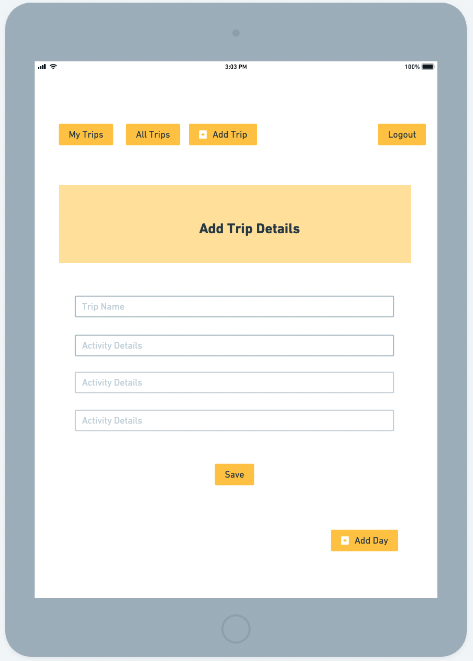 3:03 PM 100%
My Trips All Trips Add Trip Logout
Add Trip Details
Trip Name
Activity Details
Activity Details
Activity Details
Save
Add Day